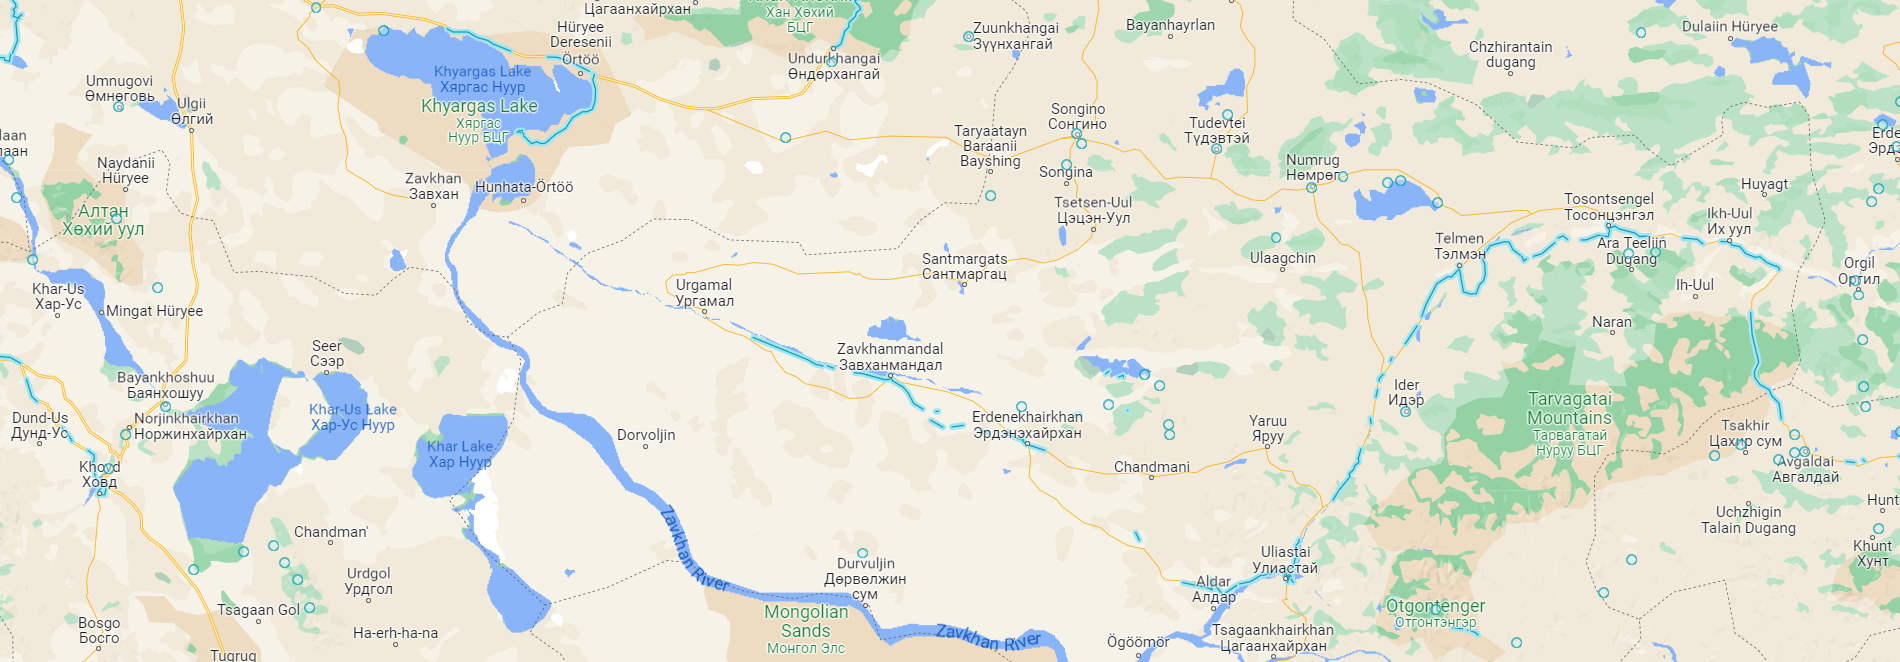 Цагаанхайрхан
Хан Хөхий
БЦГ
Hüryee
Deresenii
Örtöö
Zuunkhangai
Зүүнхангай
Bayanhayrlan
Dulaiin Hüryee
Chzhirantain
dugang
Undurkhangai
Өндөрхангай
Umnugovi
Өмнөговь
Ulgii
Өлгий
Khyargas Lake
Хяргас Нуур
Khyargas Lake
Хяргас
Нуур БЦГ
Songino
Сонгино
Tudevtei
Түдэвтэй
Taryaatayn
Baraanii
Bayshing
Songina
Numrug
Нөмрөг
Naydanii
Hüryee
Zavkhan
Завхан
Hunhata-Örtöö
Huyagt
Алтан
Хөхий уул
Tsetsen-Uul
Цэцэн-Уул
Tosontsengel
Тосонцэнгэл
Ikh-Uul
Их уул
Telmen
Тэлмэн
Ara Teeliin
Dugang
Ulaagchin
Santmargats
Сантмаргац
Orgil
Оргил
Khar-Us
Хар-Ус
Mingat Hüryee
Urgamal
Ургамал
Ih-Uul
Naran
Seer
Сээр
Zavkhanmandal
Завханмандал
Bayankhoshuu
Баянхошуу
Ider
Идэр
Tarvagatai
Mountains
Тарвагатай
Нуруу БЦГ
Dund-Us
Дунд-Ус
Norjinkhairkhan
Норжинхайрхан
Khar-Us Lake
Хар-Ус Нуур
Khar Lake
Хар Нуур
Dorvoljin
Erdenekhairkhan
Эрдэнэхайрхан
Yaruu
Яруу
Tsakhir
Цахир сум
Khovd
Ховд
Chandmani
Avgaldai
Авгалдай
Hunt
Zavkhan River
Uchzhigin
Talain Dugang
Chandman'
Khunt
Хунт
Urdgol
Урдгол
Durvuljin
Дөрвөлжин
сум
Uliastai
Улиастай
Aldar
Алдар
Tsagaan Gol
Mongolian
Sands
Монгол Элс
Otgontenger
Отгонтэнгэр
Bosgo
Босго
Ha-erh-ha-na
Zavkhan River
Ögöömör
Tsagaankhairkhan
Цагаанхайрхан
Tugrug